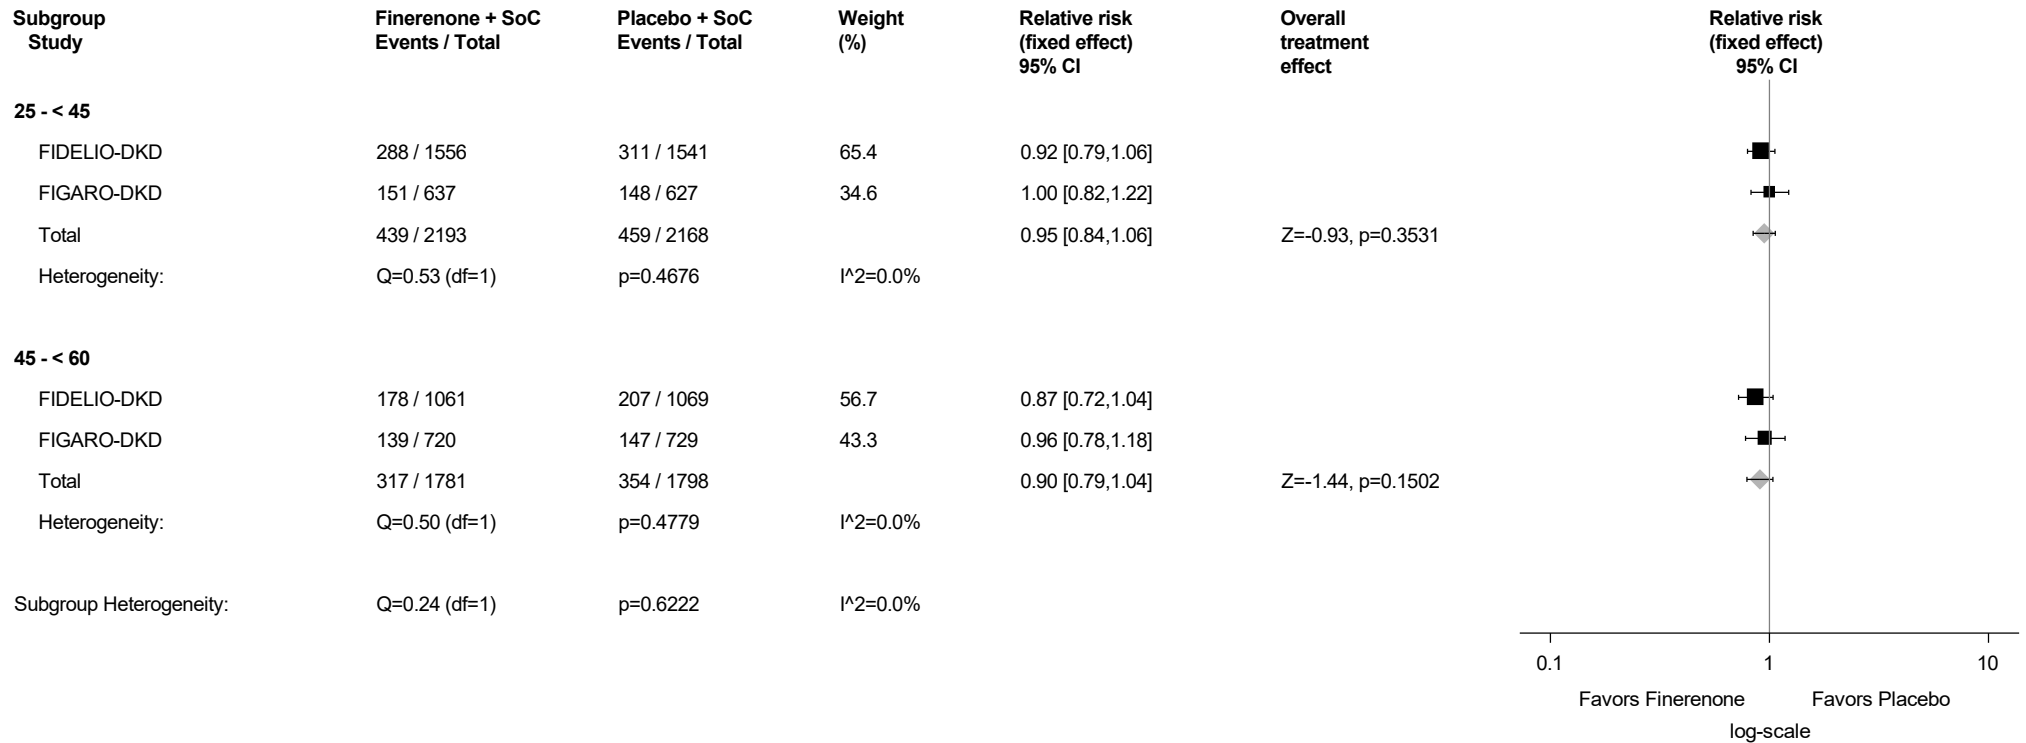 Subgroup Finerenone + SoC Placebo + SoC Weight Relative risk Overall Relative risk
Study Events / Total Events / Total (%) (fixed effect) treatment (fixed effect)
95% CI effect 95% CI
25 - < 45
FIDELIO-DKD 288 / 1556 311 / 1541 65.4 0.92 [0.79,1.06]
FIGARO-DKD 151 / 637 148 / 627 34.6 1.00 [0.82,1.22]
Total 439 / 2193 459 / 2168 0.95 [0.84,1.06] Z=-0.93, p=0.3531
Heterogeneity: Q=0.53 (df=1) p=0.4676 I^2=0.0%
45 - < 60
FIDELIO-DKD 178 / 1061 207 / 1069 56.7 0.87 [0.72,1.04]
FIGARO-DKD 139 / 720 147 / 729 43.3 0.96 [0.78,1.18]
Total 317 / 1781 354 / 1798 0.90 [0.79,1.04] Z=-1.44, p=0.1502
Heterogeneity: Q=0.50 (df=1) p=0.4779 I^2=0.0%
Subgroup Heterogeneity: Q=0.24 (df=1) p=0.6222 I^2=0.0%
0.1 1 10
Favors Finerenone Favors Placebo
log-scale